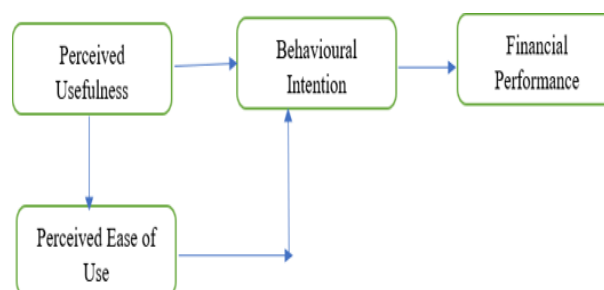 Perceived
Usefulness
Behavioural
Intention
Financial
Performance
Perceived Ease of
Use